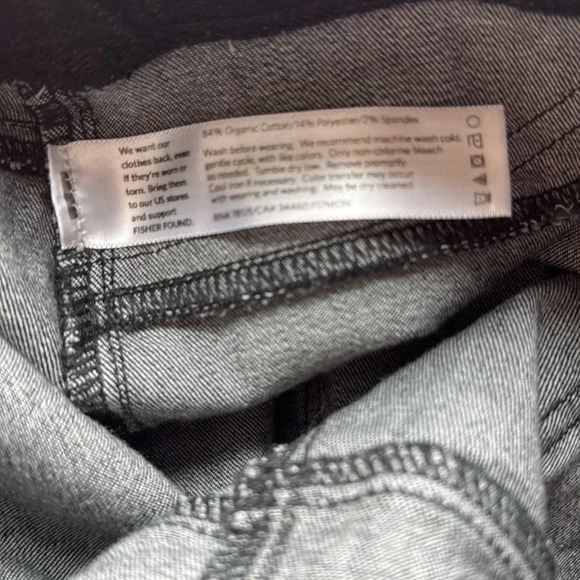 We want our
clothes back, even
if they're worn or
torn. Bring them
to our US stores
and support
FISHER FOUND.
84% Organic Cotton/14% Polyester/2% Spandex
Wash before wearing. We recommend machine wash cold,
gentle cycle, with like colors. Only non-chlorine bleach
as needed. Tumble dry low. Remove promptly.
Cool iron if necessary. Color transfer may occur
with wearing and washing. May be dry cleaned.